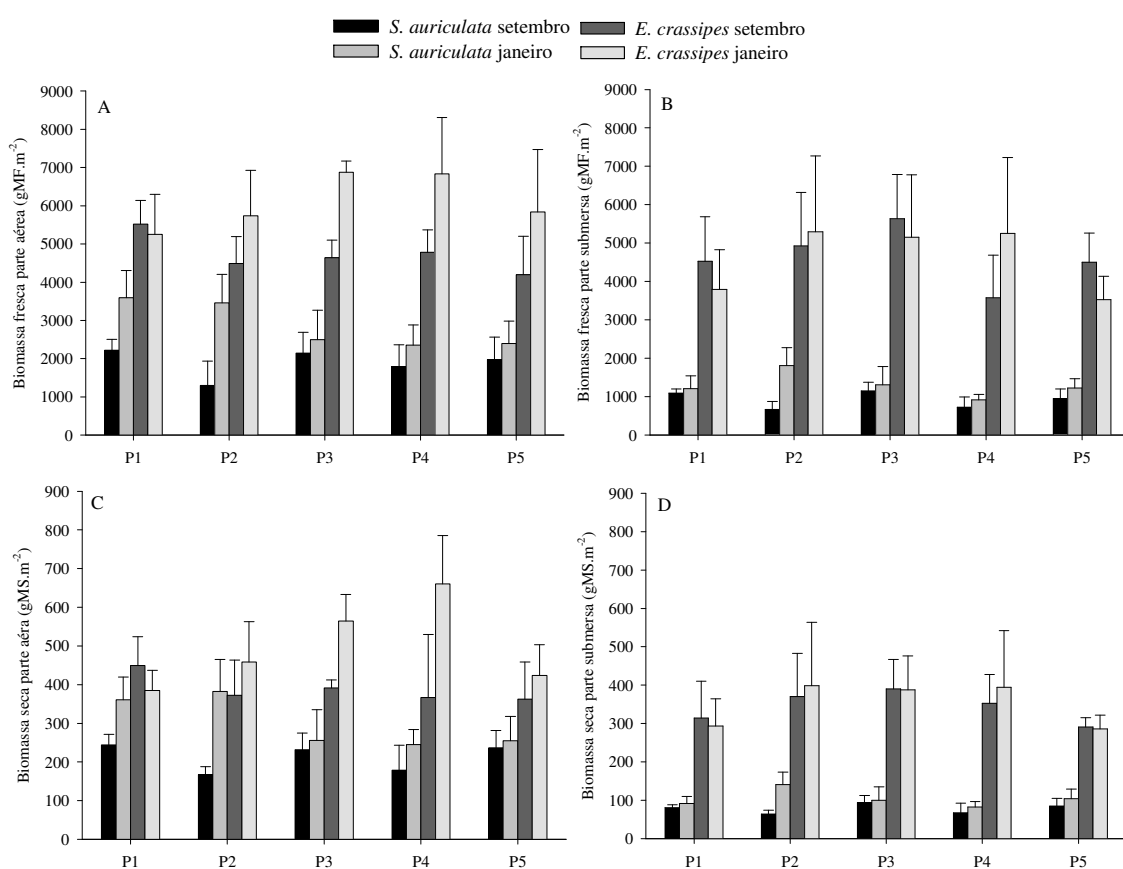 S. auriculata setembro
E. crassipes setembro
S. auriculata janeiro
E. crassipes janeiro
A
Biomassa fresca parte aérea (gMF.m-2)
9000
8000
7000
6000
5000
4000
3000
2000
1000
0
P1 P2 P3 P4 P5
B
Biomassa fresca parte submersa (gMF.m-2)
9000
8000
7000
6000
5000
4000
3000
2000
1000
0
P1 P2 P3 P4 P5
C
Biomassa seca parte aéra (gMS.m-2)
900
800
700
600
500
400
300
200
100
0
P1 P2 P3 P4 P5
D
Biomassa seca parte submersa (gMS.m-2)
900
800
700
600
500
400
300
200
100
0
P1 P2 P3 P4 P5